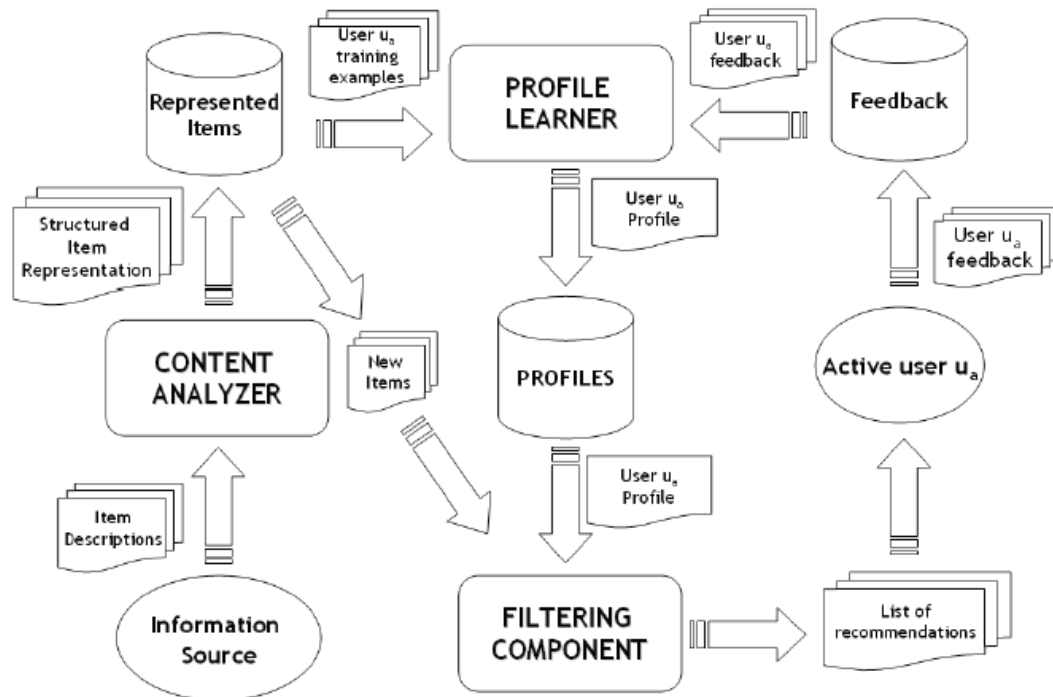 User uₐ
training
examples
User uₐ
feedback
Represented
Items
PROFILE
LEARNER
Feedback
Structured
Item
Representation
User uₐ
Profile
User uₐ
feedback
CONTENT
ANALYZER
New
Items
PROFILES
Active user uₐ
Item
Descriptions
User uₐ
Profile
Information
Source
FILTERING
COMPONENT
List of
recommendations